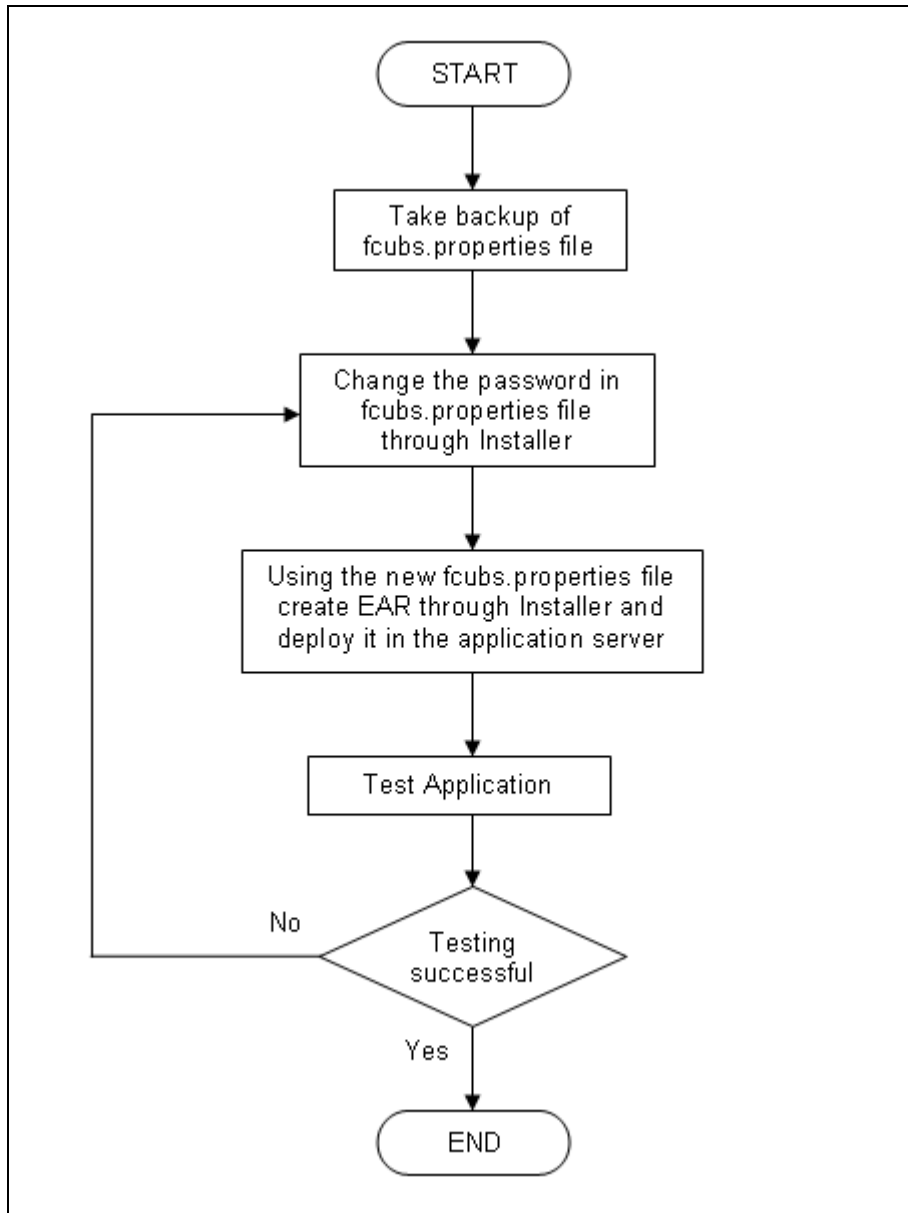 START
Take backup of
fcubs.properties file
Change the password in
fcubs.properties file
through Installer
Using the new fcubs.properties file
create EAR through Installer and
deploy it in the application server
Test Application
No
Testing
successful
Yes
END